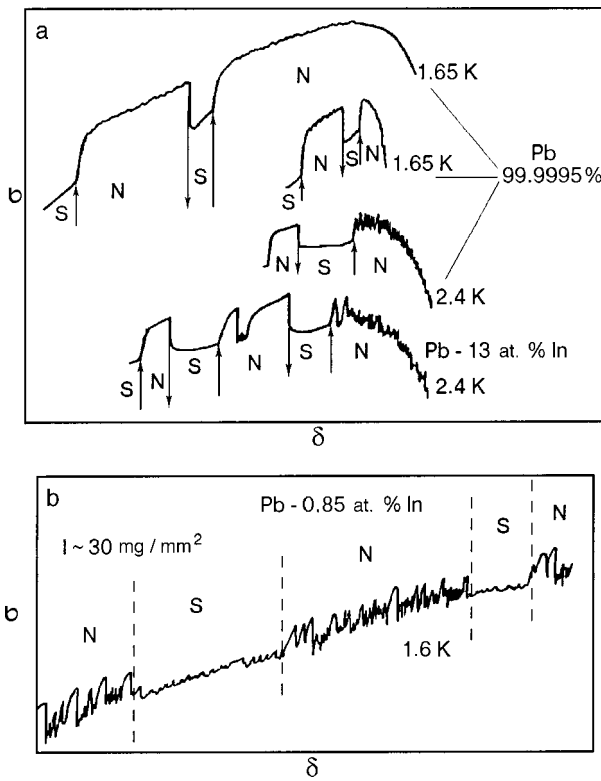 a
N
1.65 K
S
N
S
N
S
N
1.65 K
S
Pb
99.9995%
σ
N
S
N
2.4 K
S
N
S
N
S
N
Pb - 13 at. % In
2.4 K
δ
b
Pb - 0.85 at. % In
I ~ 30 mg / mm²
N
S
N
S
N
σ
1.6 K
δ